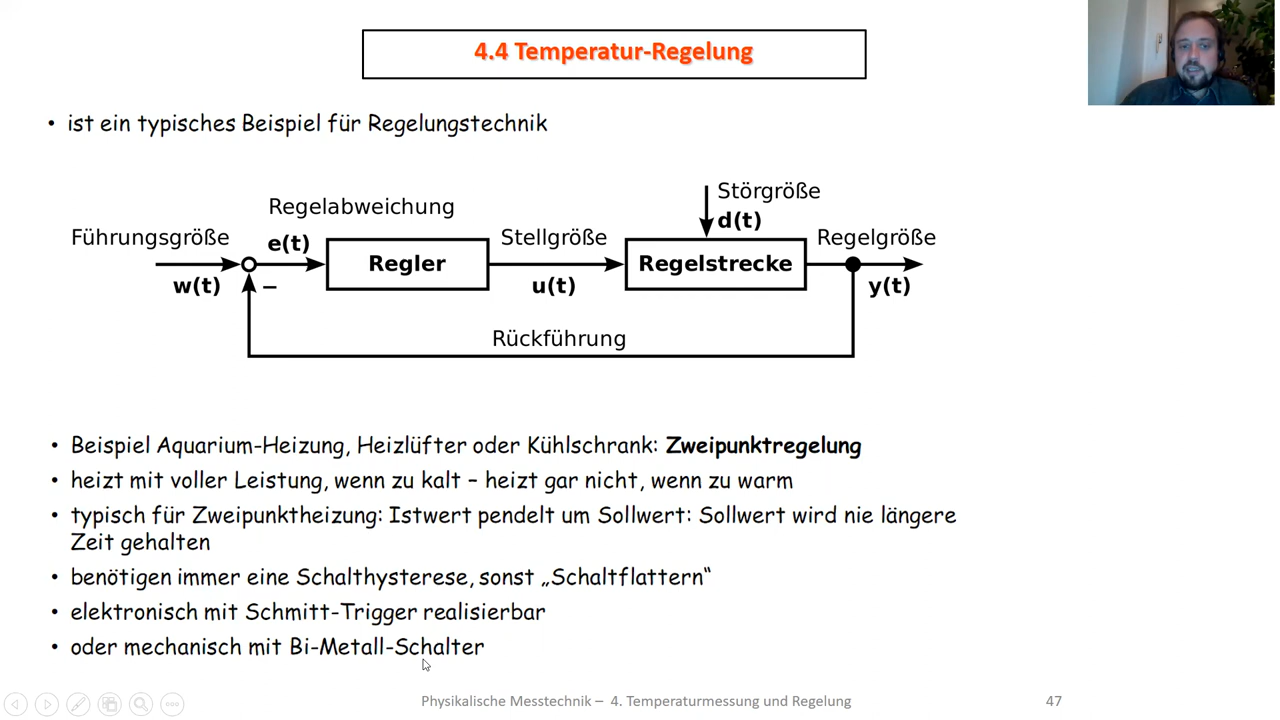 4.4 Temperatur-Regelung
• ist ein typisches Beispiel für Regelungstechnik
Störgröße
d(t)
Regelabweichung
Führungsgröße
e(t)
Regler
Stellgröße
Regelstrecke
Regelgröße
w(t)
–
u(t)
y(t)
Rückführung
• Beispiel Aquarium-Heizung, Heizlüfter oder Kühlschrank: Zweipunktregelung
• heizt mit voller Leistung, wenn zu kalt – heizt gar nicht, wenn zu warm
• typisch für Zweipunktheizung: Istwert pendelt um Sollwert: Sollwert wird nie längere
Zeit gehalten
• benötigen immer eine Schalthysterese, sonst „Schaltflattern“
• elektronisch mit Schmitt-Trigger realisierbar
• oder mechanisch mit Bi-Metall-Schalter
Physikalische Messtechnik – 4. Temperaturmessung und Regelung
47